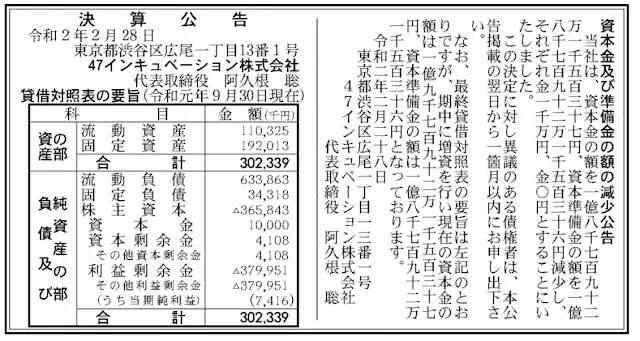 資本金及び準備金の額の減少公告
当社は、資本金の額を一億八千七百九十二
万一千五百三十七円、資本準備金の額を一億
八千七百九十二万一千五百三十六円減少し、
それぞれ金一千万円、金〇円とすることにい
たしました。
この決定に対し異議のある債権者は、本公
告掲載の翌日から一箇月以内にお申し出下さ
い。
なお、最終貸借対照表の要旨は左記のとお
りですが、期中に増資を行い現在の資本金の
額は一億九千七百九十二万一千五百三十七
円、資本準備金の額は一億八千七百九十二万
一千五百三十六円となっております。
令和二年二月二十八日
東京都渋谷区広尾一丁目一三番一号
47インキュベーション株式会社
代表取締役 阿久根 聡
決算公告
令和2年2月28日
東京都渋谷区広尾一丁目13番1号
47インキュベーション株式会社
代表取締役 阿久根 聡
貸借対照表の要旨(令和元年9月30日現在)
科目 金額(千円)
資産の部
流動資産 110,325
固定資産 192,013
合計 302,339
負債及び純資産の部
流動負債 633,863
固定負債 34,318
株主資本 △365,843
資本金 10,000
資本剰余金 4,108
その他資本剰余金 4,108
利益剰余金 △379,951
その他利益剰余金 △379,951
(うち当期純利益) (7,416)
合計 302,339